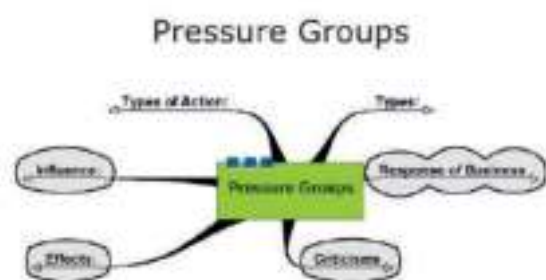 Pressure Groups
Types of Action:
Types:
Influence:
Pressure Groups
Response of Business
Effects
Criticisms